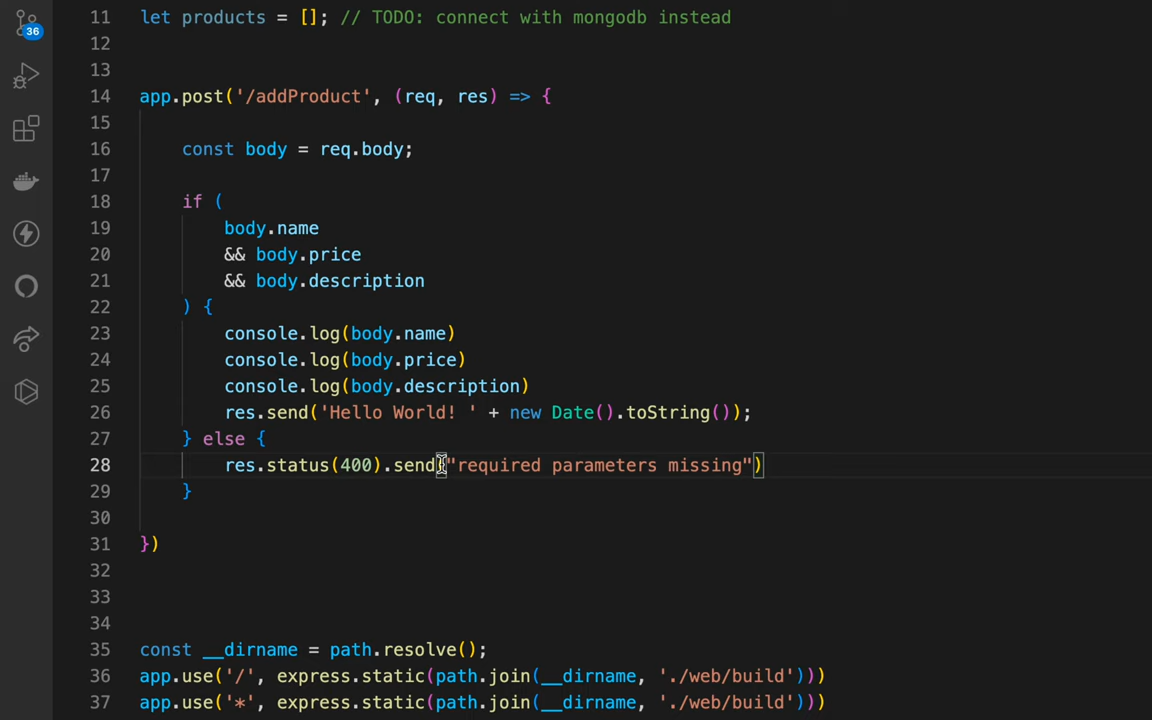 36
11 let products = []; // TODO: connect with mongodb instead
12
13
14 app.post('/addProduct', (req, res) => {
15
16     const body = req.body;
17
18     if (
19         body.name
20         && body.price
21         && body.description
22     ) {
23         console.log(body.name)
24         console.log(body.price)
25         console.log(body.description)
26         res.send('Hello World! ' + new Date().toString());
27     } else {
28         res.status(400).send("required parameters missing")
29     }
30
31 })
32
33
34
35 const __dirname = path.resolve();
36 app.use('/', express.static(path.join(__dirname, './web/build')))
37 app.use('*', express.static(path.join(__dirname, './web/build')))